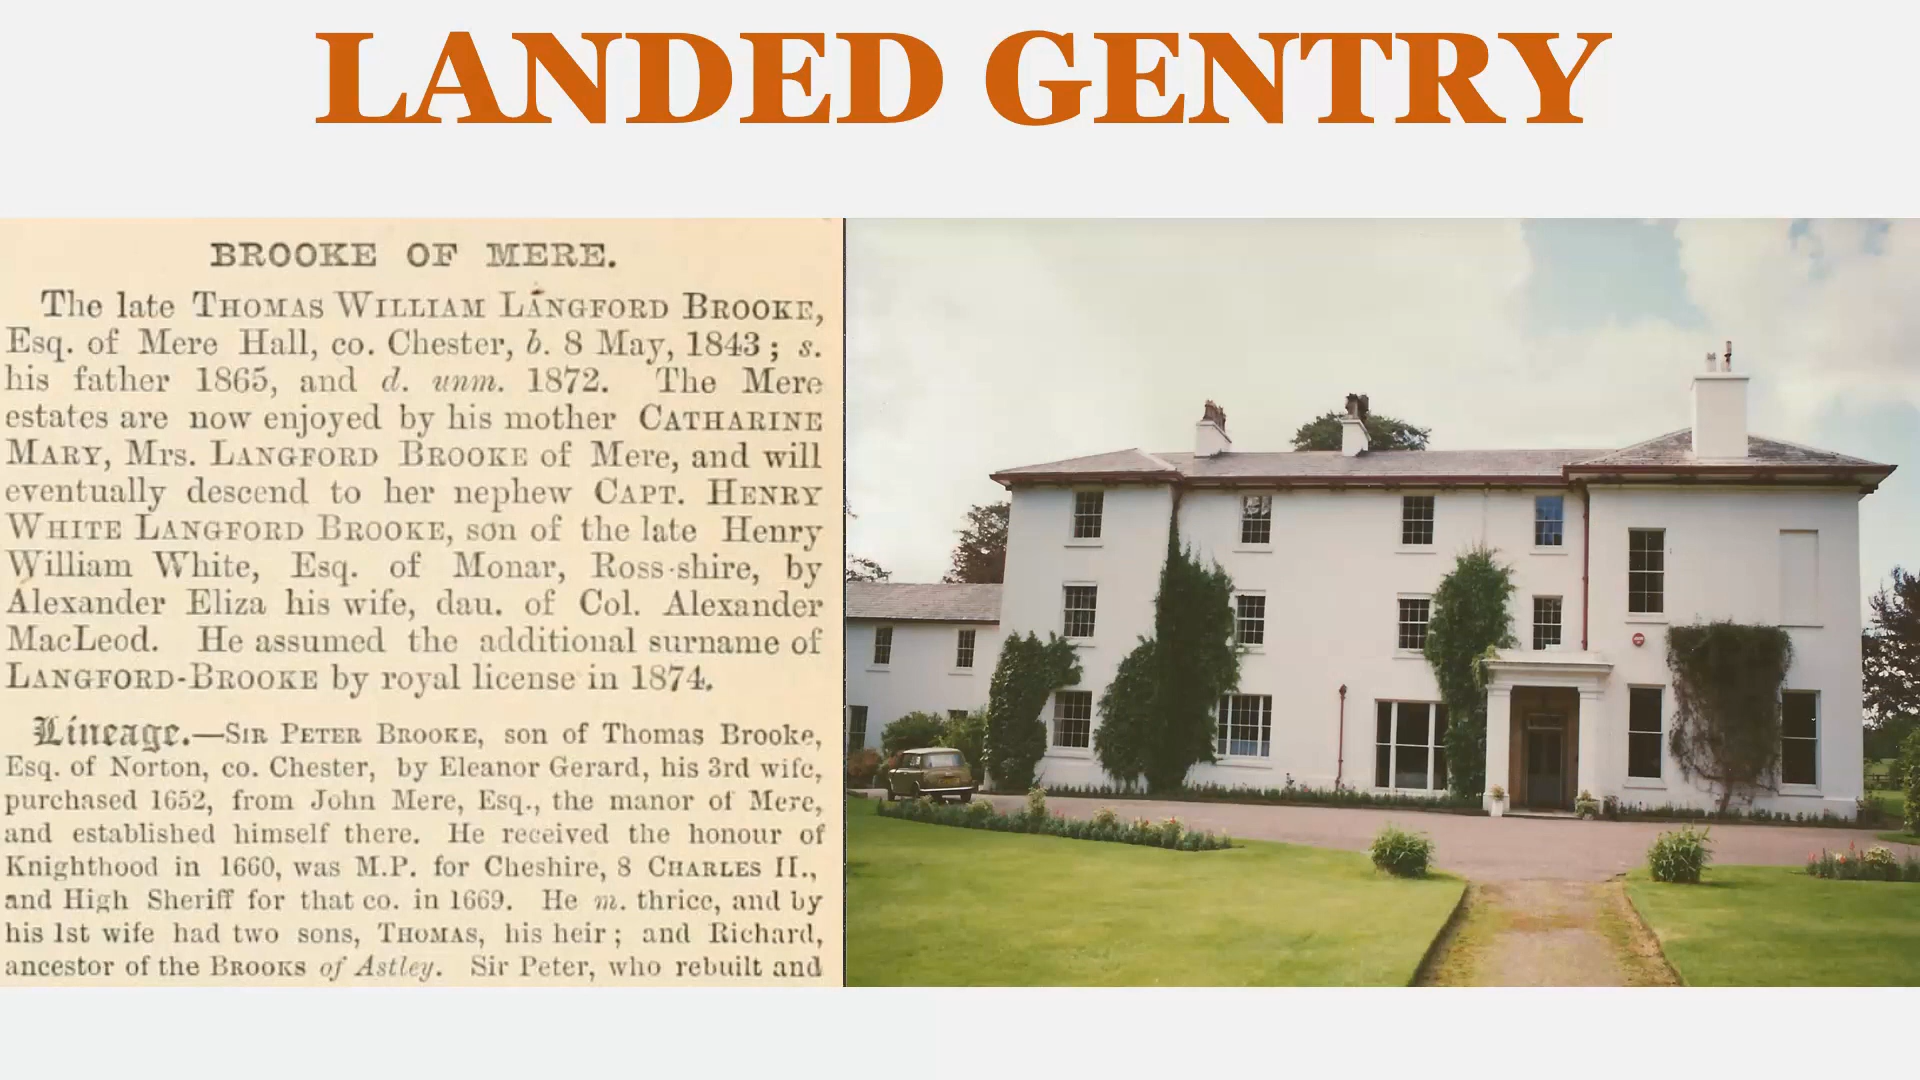 LANDED GENTRY
BROOKE OF MERE.
The late THOMAS WILLIAM LANGFORD BROOKE,
Esq. of Mere Hall, co. Chester, b. 8 May, 1843; s.
his father 1865, and d. unm. 1872. The Mere
estates are now enjoyed by his mother CATHARINE
MARY, Mrs. LANGFORD BROOKE of Mere, and will
eventually descend to her nephew CAPT. HENRY
WHITE LANGFORD BROOKE, son of the late Henry
William White, Esq. of Monar, Ross-shire, by
Alexander Eliza his wife, dau. of Col. Alexander
MacLeod. He assumed the additional surname of
LANGFORD-BROOKE by royal license in 1874.
Lineage.—SIR PETER BROOKE, son of Thomas Brooke,
Esq. of Norton, co. Chester, by Eleanor Gerard, his 3rd wife,
purchased 1652, from John Mere, Esq., the manor of Mere,
and established himself there. He received the honour of
Knighthood in 1660, was M.P. for Cheshire, 8 CHARLES II.,
and High Sheriff for that co. in 1669. He m. thrice, and by
his 1st wife had two sons, THOMAS, his heir; and Richard,
ancestor of the BROOKS of Astley. Sir Peter, who rebuilt and